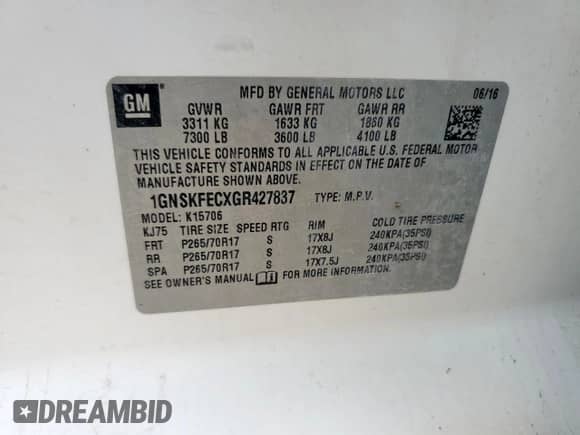 GM
MFD BY GENERAL MOTORS LLC 06/16
GVWR GAWR FRT GAWR RR
3311 KG 1633 KG 1860 KG
7300 LB 3600 LB 4100 LB
THIS VEHICLE CONFORMS TO ALL APPLICABLE U.S. FEDERAL MOTOR
VEHICLE SAFETY STANDARDS IN EFFECT ON THE DATE OF
MANUFACTURE SHOWN ABOVE.
1GNSKFECXGR427837 TYPE: M.P.V.
MODEL: K15706
KJ75 TIRE SIZE SPEED RTG RIM COLD TIRE PRESSURE
FRT P265/70R17 S 17X8J 240KPA(35PSI)
RR P265/70R17 S 17X8J 240KPA(35PSI)
SPA P265/70R17 S 17X7.5J 240KPA(35PSI)
SEE OWNER'S MANUAL FOR MORE INFORMATION.
DREAMBID